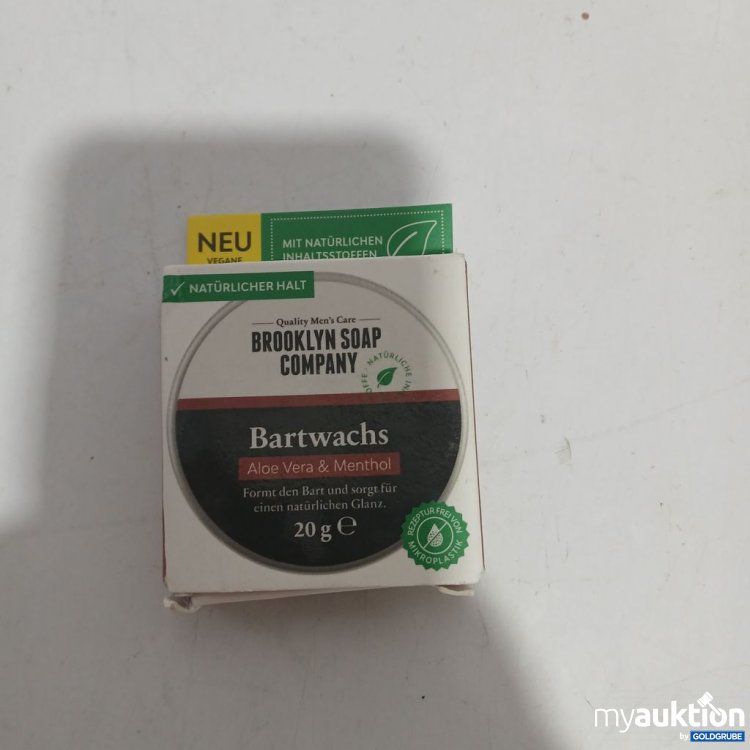 NEU
VEGANE
MIT NATÜRLICHEN
INHALTSSTOFFEN
✓ NATÜRLICHER HALT
Quality Men's Care
BROOKLYN SOAP
COMPANY
NATÜRLICHE
Bartwachs
Aloe Vera & Menthol
Formt den Bart und sorgt für
einen natürlichen Glanz.
20 g ℮
REZEPTUR FREI VON
MIKROPLASTIK
myauktion
by GOLDGRUBE